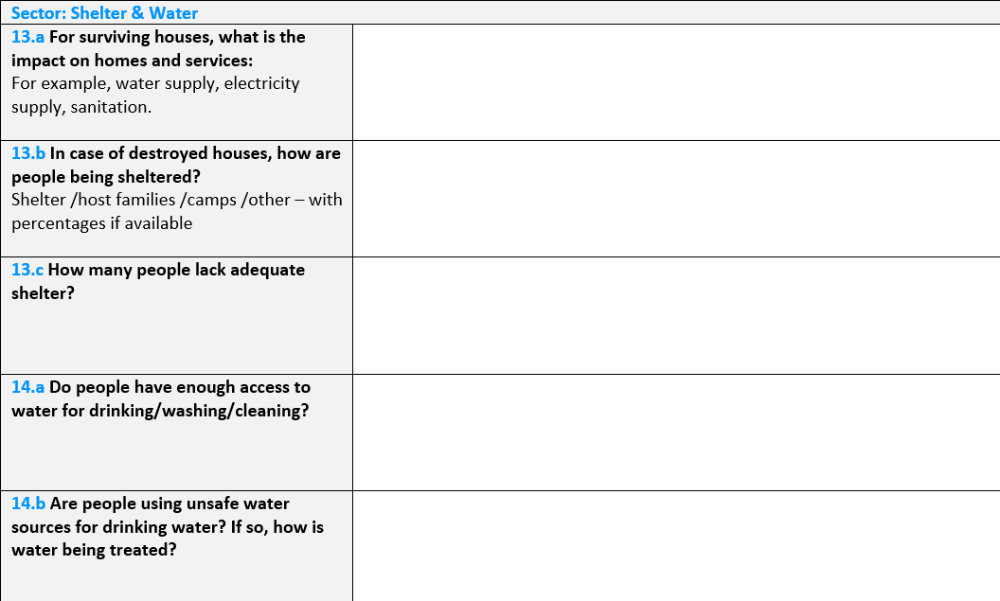 Sector: Shelter & Water
13.a For surviving houses, what is the
impact on homes and services:
For example, water supply, electricity
supply, sanitation.
13.b In case of destroyed houses, how are
people being sheltered?
Shelter /host families /camps /other – with
percentages if available
13.c How many people lack adequate
shelter?
14.a Do people have enough access to
water for drinking/washing/cleaning?
14.b Are people using unsafe water
sources for drinking water? If so, how is
water being treated?